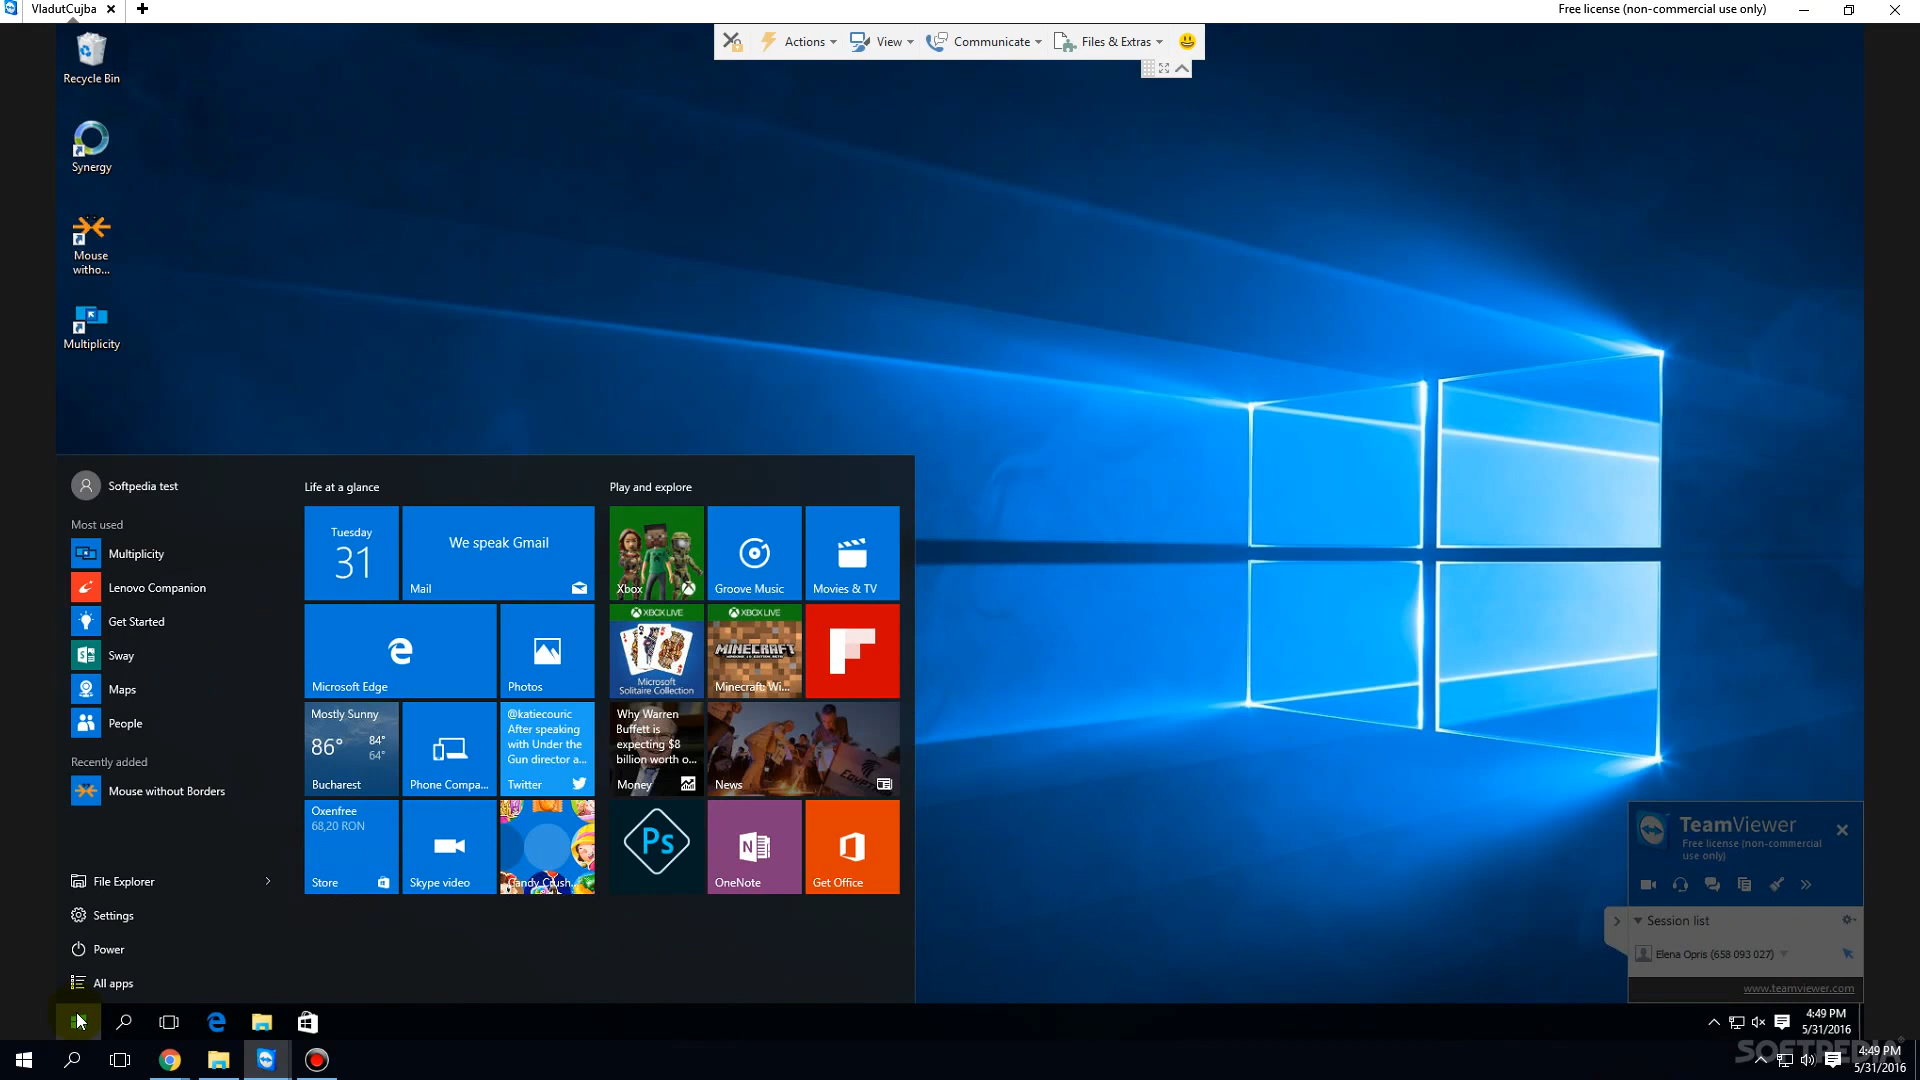 VladutCujba
Free license (non-commercial use only)
Actions
View
Communicate
Files & Extras
Recycle Bin
Synergy
Mouse
witho...
Multiplicity
Softpedia test
Most used
Multiplicity
Lenovo Companion
Get Started
Sway
Maps
People
Recently added
Mouse without Borders
File Explorer
Settings
Power
All apps
Life at a glance
Tuesday
31
We speak Gmail
Mail
Microsoft Edge
Photos
Mostly Sunny
86°
84°
64°
Bucharest
Phone Compa...
@katiecouric
After speaking
with Under the
Gun director a...
Twitter
Oxenfree
68,20 RON
Store
Skype video
Candy Crush...
Play and explore
Xbox
Groove Music
Movies & TV
XBOX LIVE
Microsoft
Solitaire Collection
XBOX LIVE
MINECRAFT
Minecraft: Wi...
Why Warren
Buffett is
expecting $8
billion worth o...
Money
News
Ps
OneNote
Get Office
TeamViewer
Free license (non-commercial
use only)
Session list
Elena Opris (658 093 027)
www.teamviewer.com
4:49 PM
5/31/2016
SOFTPEDIA
4:49 PM
5/31/2016